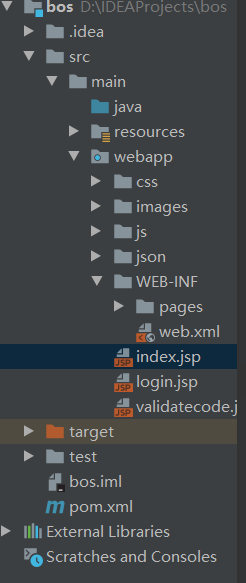 bos D:\IDEAProjects\bos
.idea
src
main
java
resources
webapp
css
images
js
json
WEB-INF
pages
web.xml
index.jsp
login.jsp
validatecode.j
target
test
bos.iml
pom.xml
External Libraries
Scratches and Consoles